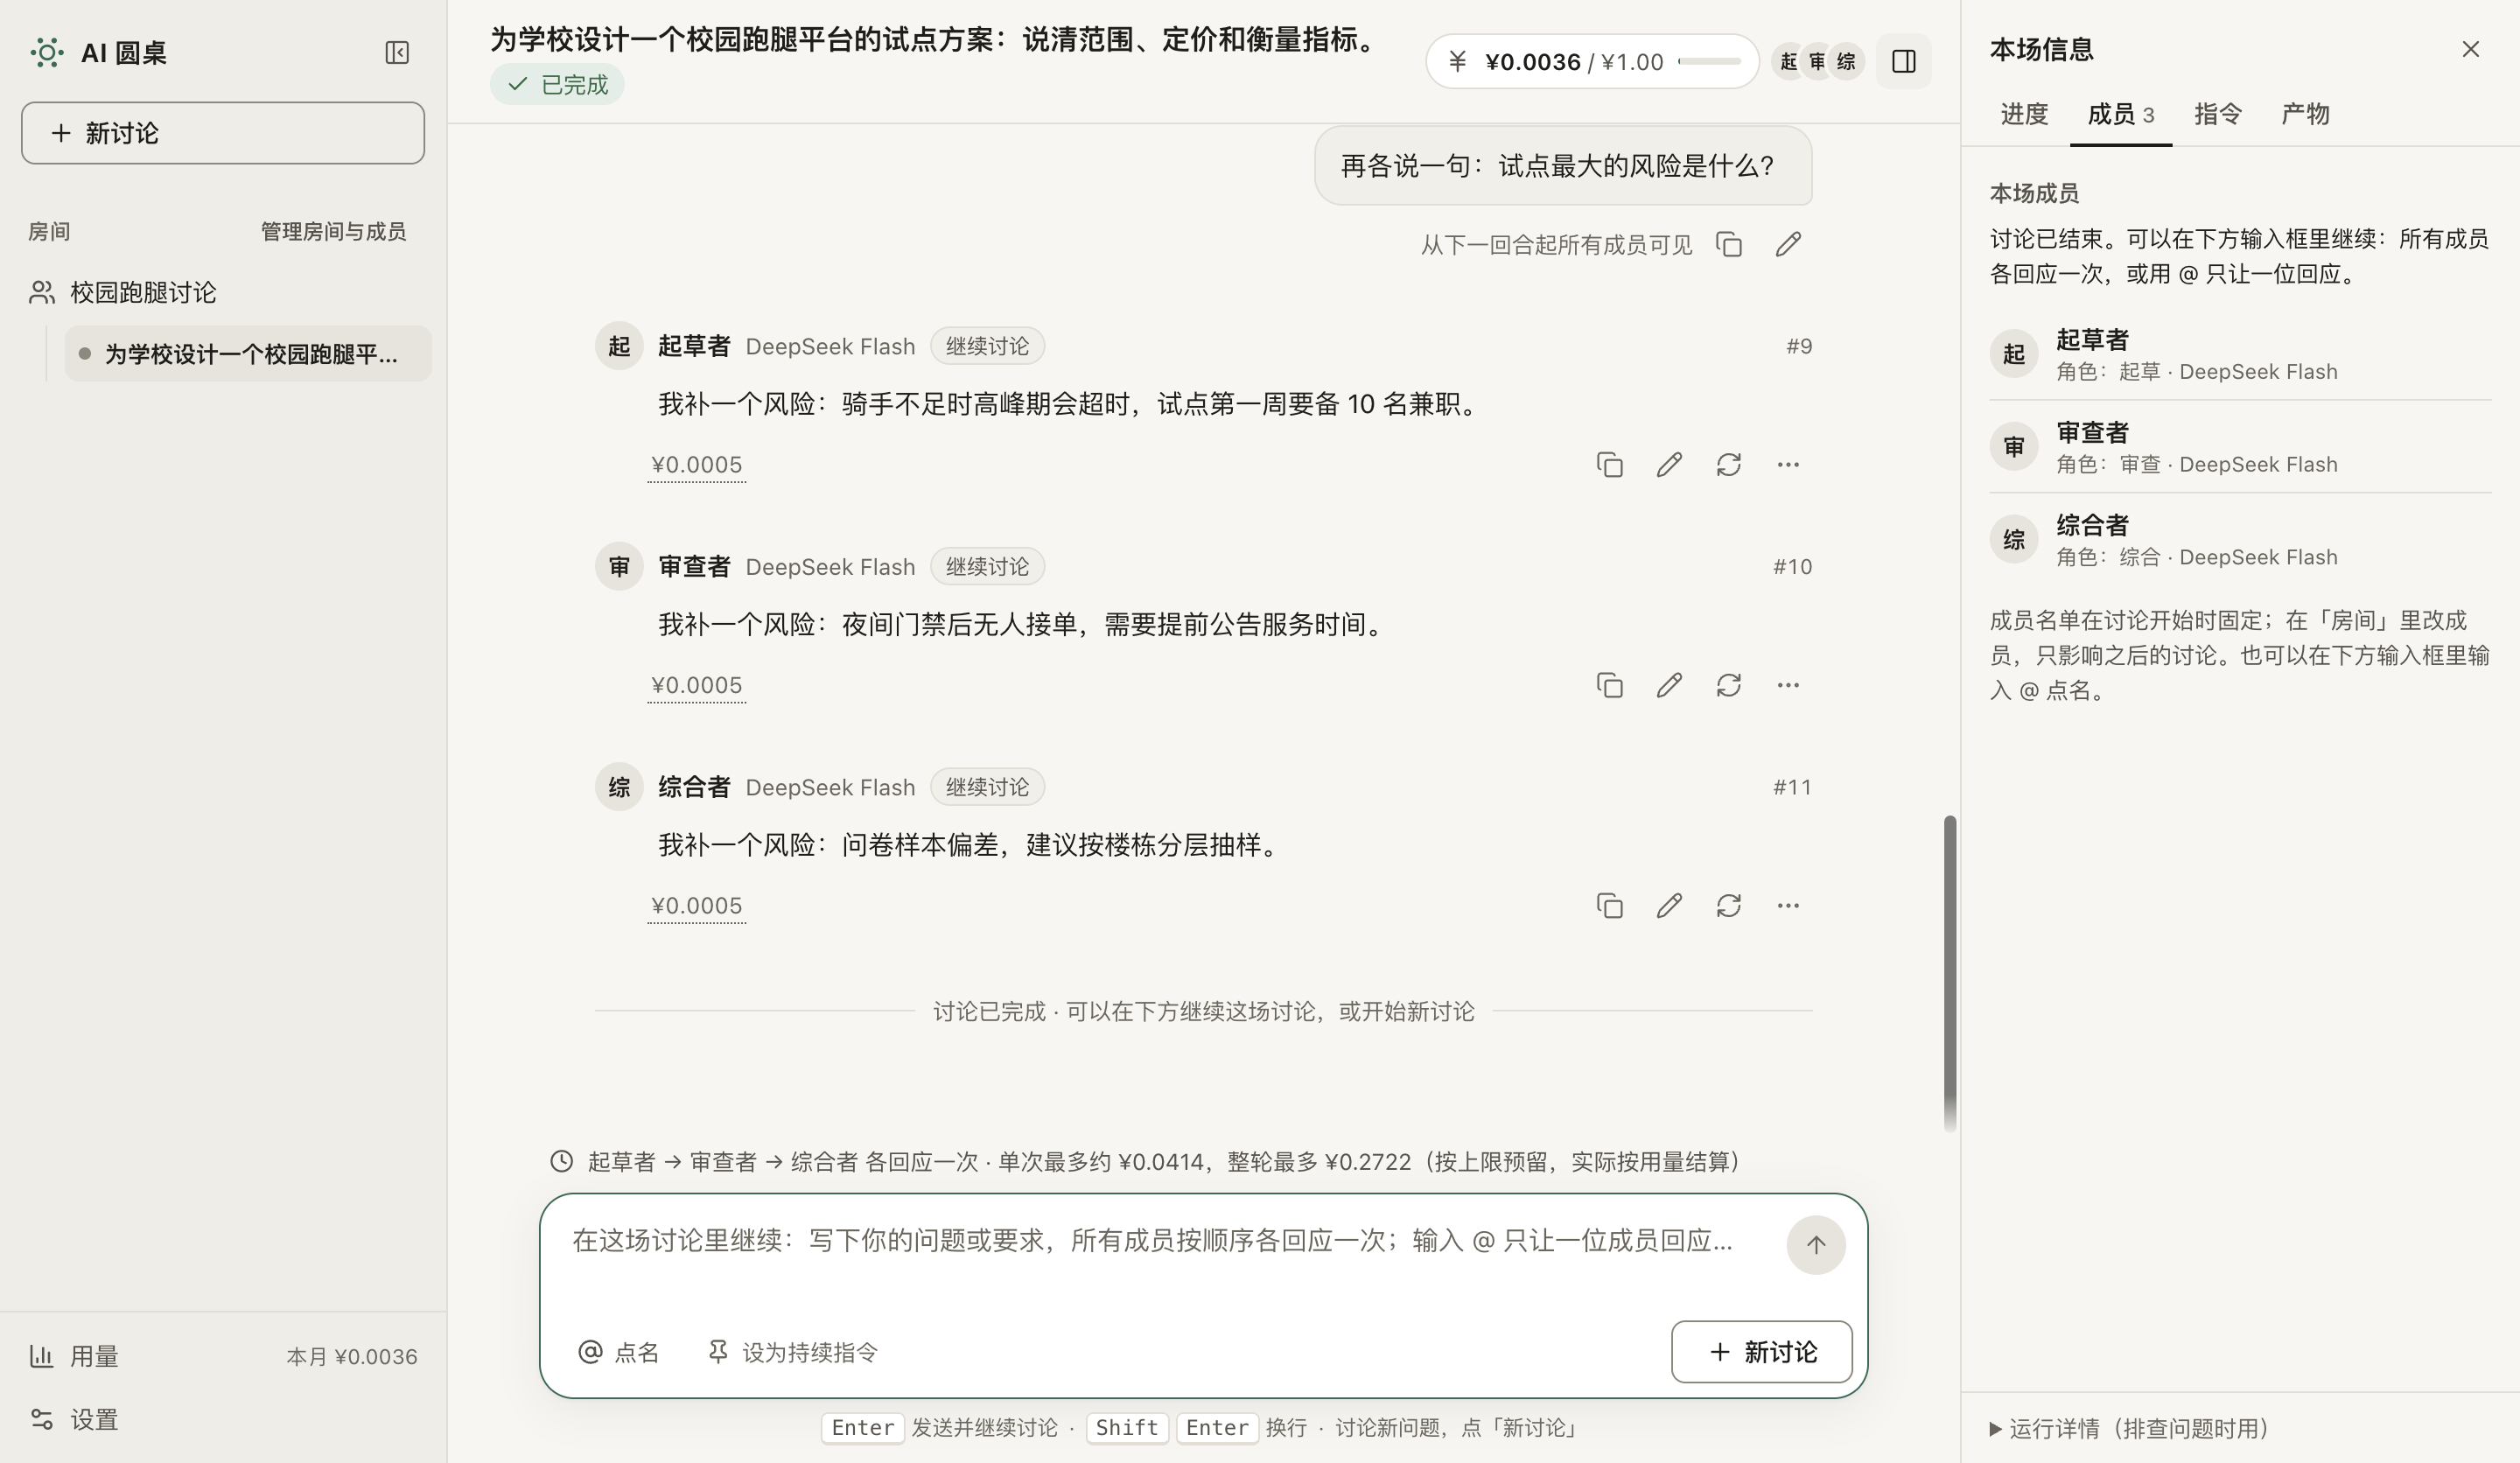 AI 圆桌
新讨论
房间
管理房间与成员
校园跑腿讨论
为学校设计一个校园跑腿平...
用量
本月 ¥0.0036
设置
为学校设计一个校园跑腿平台的试点方案：说清范围、定价和衡量指标。
已完成
¥0.0036 / ¥1.00
起
审
综
再各说一句：试点最大的风险是什么？
从下一回合起所有成员可见
起 起草者 DeepSeek Flash 继续讨论 #9
我补一个风险：骑手不足时高峰期会超时，试点第一周要备 10 名兼职。
¥0.0005
审 审查者 DeepSeek Flash 继续讨论 #10
我补一个风险：夜间门禁后无人接单，需要提前公告服务时间。
¥0.0005
综 综合者 DeepSeek Flash 继续讨论 #11
我补一个风险：问卷样本偏差，建议按楼栋分层抽样。
¥0.0005
讨论已完成 · 可以在下方继续这场讨论，或开始新讨论
起草者 → 审查者 → 综合者 各回应一次 · 单次最多约 ¥0.0414，整轮最多 ¥0.2722（按上限预留，实际按用量结算）
在这场讨论里继续：写下你的问题或要求，所有成员按顺序各回应一次；输入 @ 只让一位成员回应...
点名
设为持续指令
新讨论
Enter 发送并继续讨论 · Shift Enter 换行 · 讨论新问题，点「新讨论」
本场信息
进度 成员 3 指令 产物
本场成员
讨论已结束。可以在下方输入框里继续：所有成员
各回应一次，或用 @ 只让一位回应。
起 起草者
角色：起草 · DeepSeek Flash
审 审查者
角色：审查 · DeepSeek Flash
综 综合者
角色：综合 · DeepSeek Flash
成员名单在讨论开始时固定；在「房间」里改成
员，只影响之后的讨论。也可以在下方输入框里输
入 @ 点名。
运行详情（排查问题时用）